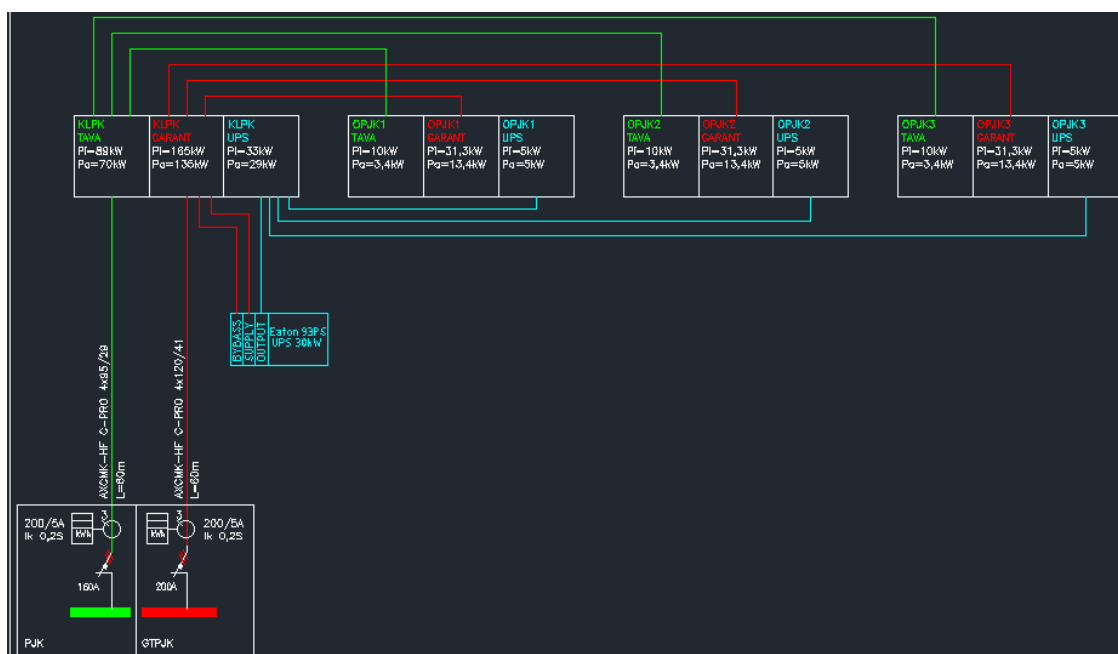 KLPK
TAVA
Pi=89kW
Pa=70kW
KLPK
GARANT
Pi=165kW
Pa=136kW
KLPK
UPS
Pi=33kW
Pa=29kW
OPJK1
TAVA
Pi=10kW
Pa=3,4kW
OPJK1
GARANT
Pi=31,3kW
Pa=13,4kW
OPJK1
UPS
Pi=5kW
Pa=5kW
OPJK2
TAVA
Pi=10kW
Pa=3,4kW
OPJK2
GARANT
Pi=31,3kW
Pa=13,4kW
OPJK2
UPS
Pi=5kW
Pa=5kW
OPJK3
TAVA
Pi=10kW
Pa=3,4kW
OPJK3
GARANT
Pi=31,3kW
Pa=13,4kW
OPJK3
UPS
Pi=5kW
Pa=5kW
BYBASS
SUPPLY
OUTPUT
Eaton 93PS
UPS 30kW
AXCMK-HF C-PRO 4x95/29
L=60m
AXCMK-HF C-PRO 4x120/41
L=60m
200/5A
lk 0,2S
kWh
3
160A
PJK
kWh
3
200/5A
lk 0,2S
200A
GTPJK